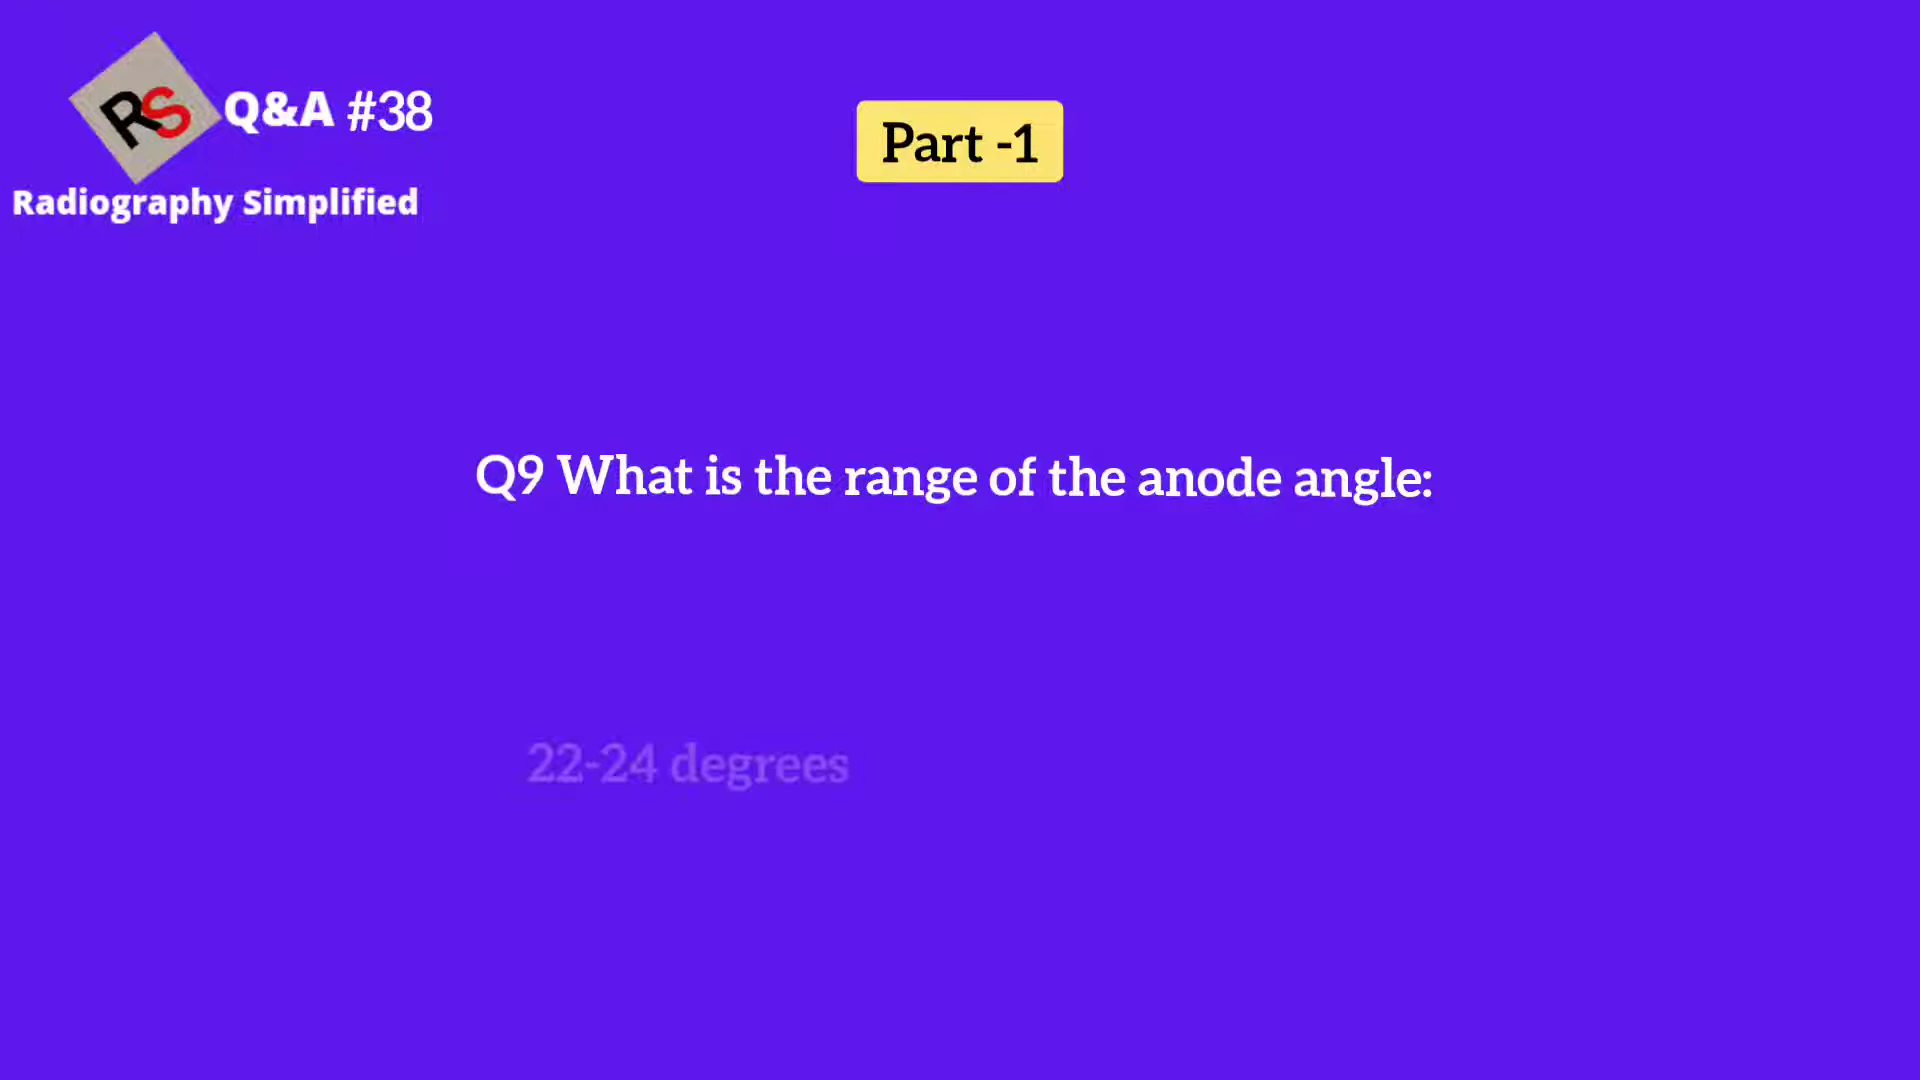 RS Q&A #38
Radiography Simplified
Part -1
Q9 What is the range of the anode angle:
22-24 degrees